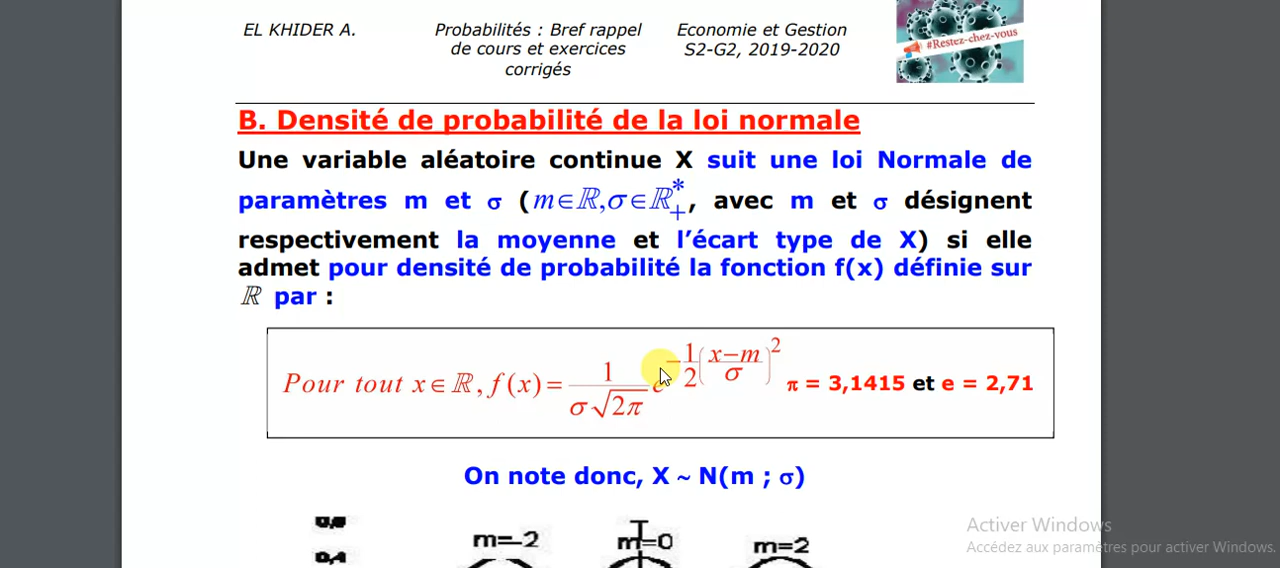 EL KHIDER A.
Probabilités : Bref rappel
de cours et exercices
corrigés
Economie et Gestion
S2-G2, 2019-2020
#Restez-chez-vous
B. Densité de probabilité de la loi normale
Une variable aléatoire continue X suit une loi Normale de
paramètres m et σ (m∈ℝ,σ∈ℝ₊*, avec m et σ désignent
respectivement la moyenne et l'écart type de X) si elle
admet pour densité de probabilité la fonction f(x) définie sur
ℝ par :
Pour tout x∈ℝ, f(x)= 1/(σ√2π) e^(−1/2((x−m)/σ)^2) π = 3,1415 et e = 2,71
On note donc, X ~ N(m ; σ)
m=-2 m=0 m=2
0,4
Activer Windows
Accédez aux paramètres pour activer Windows.